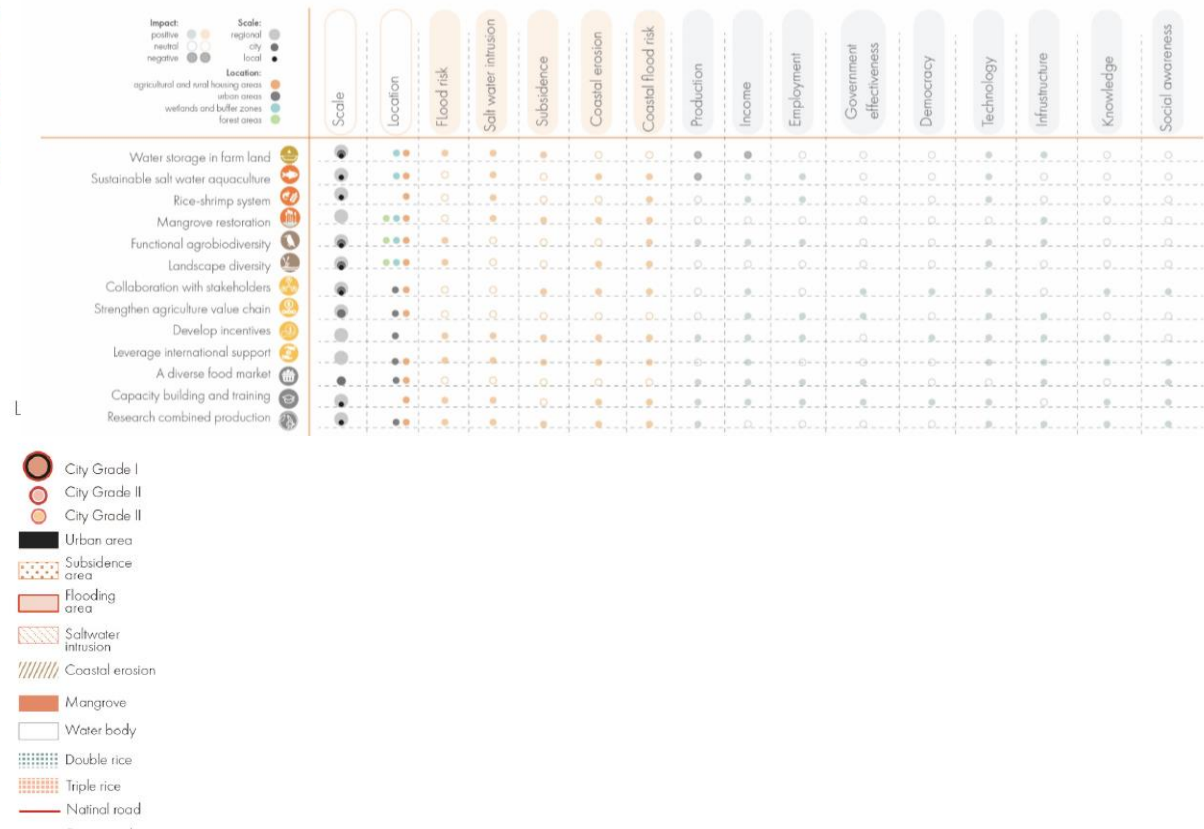 Impact:
positive
neutral
negative
Scale:
regional
city
local
Location:
agricultural and rural housing areas
urban areas
wetlands and buffer zones
forest areas
Scale
Location
Flood risk
Salt water intrusion
Subsidence
Coastal erosion
Coastal flood risk
Production
Income
Employment
Government
effectiveness
Democracy
Technology
Infrustructure
Knowledge
Social awareness
Water storage in farm land
Sustainable salt water aquaculture
Rice-shrimp system
Mangrove restoration
Functional agrobiodiversity
Landscape diversity
Collaboration with stakeholders
Strengthen agriculture value chain
Develop incentives
Leverage international support
A diverse food market
Capacity building and training
Research combined production
L
City Grade I
City Grade II
City Grade II
Urban area
Subsidence
area
Flooding
area
Saltwater
intrusion
Coastal erosion
Mangrove
Water body
Double rice
Triple rice
Natinal road